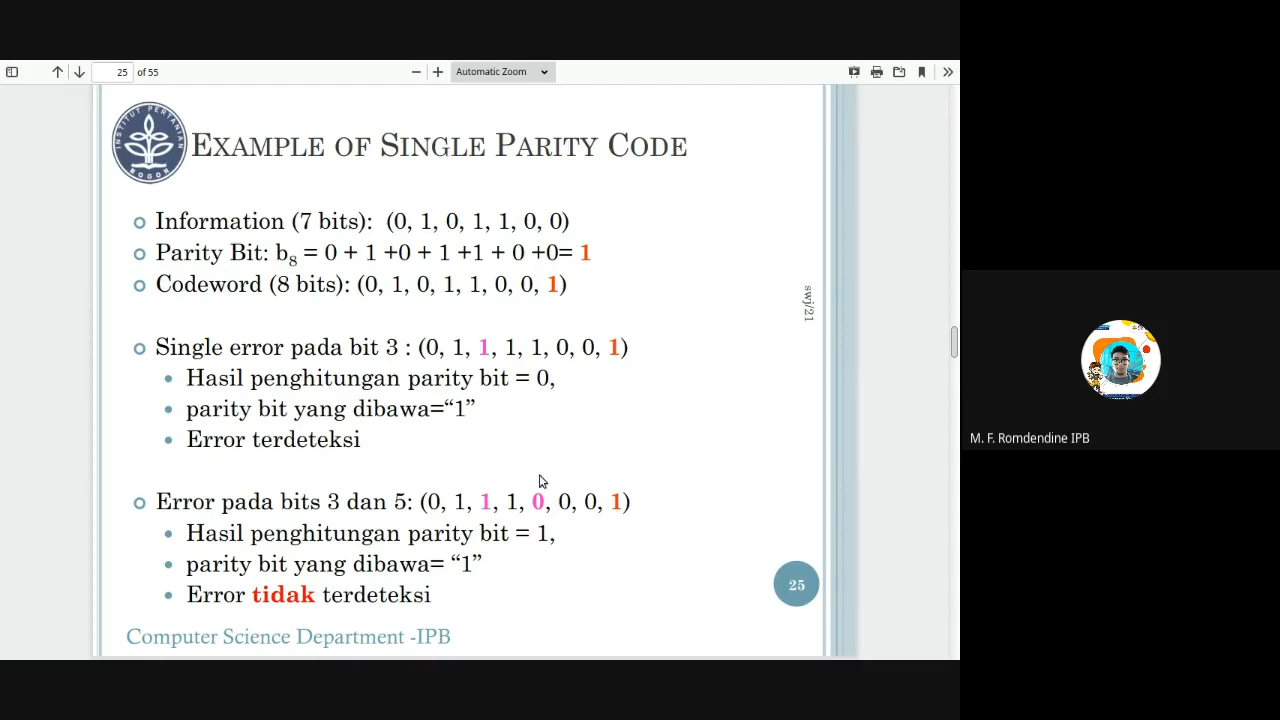 25 of 55
Automatic Zoom
INSTITUT PERTANIAN
BOGOR
EXAMPLE OF SINGLE PARITY CODE
Information (7 bits): (0, 1, 0, 1, 1, 0, 0)
Parity Bit: b8 = 0 + 1 +0 + 1 +1 + 0 +0= 1
Codeword (8 bits): (0, 1, 0, 1, 1, 0, 0, 1)
swj/21
Single error pada bit 3 : (0, 1, 1, 1, 1, 0, 0, 1)
Hasil penghitungan parity bit = 0,
parity bit yang dibawa=“1”
Error terdeteksi
Error pada bits 3 dan 5: (0, 1, 1, 1, 0, 0, 0, 1)
Hasil penghitungan parity bit = 1,
parity bit yang dibawa= “1”
Error tidak terdeteksi
25
Computer Science Department -IPB
M. F. Romdendine IPB